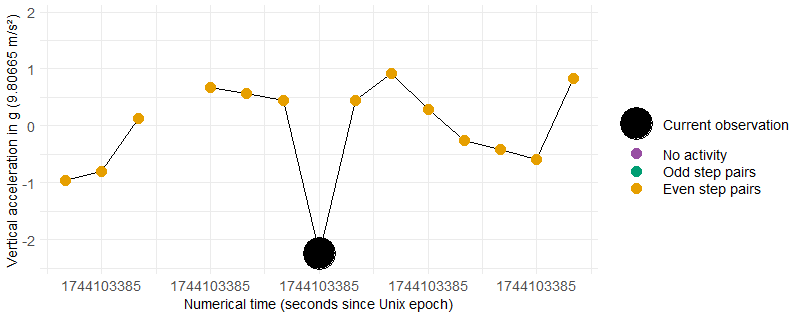 Vertical acceleration in g (9.80665 m/s²)
2
1
0
-1
-2
1744103385 1744103385 1744103385 1744103385 1744103385
Numerical time (seconds since Unix epoch)
Current observation
No activity
Odd step pairs
Even step pairs